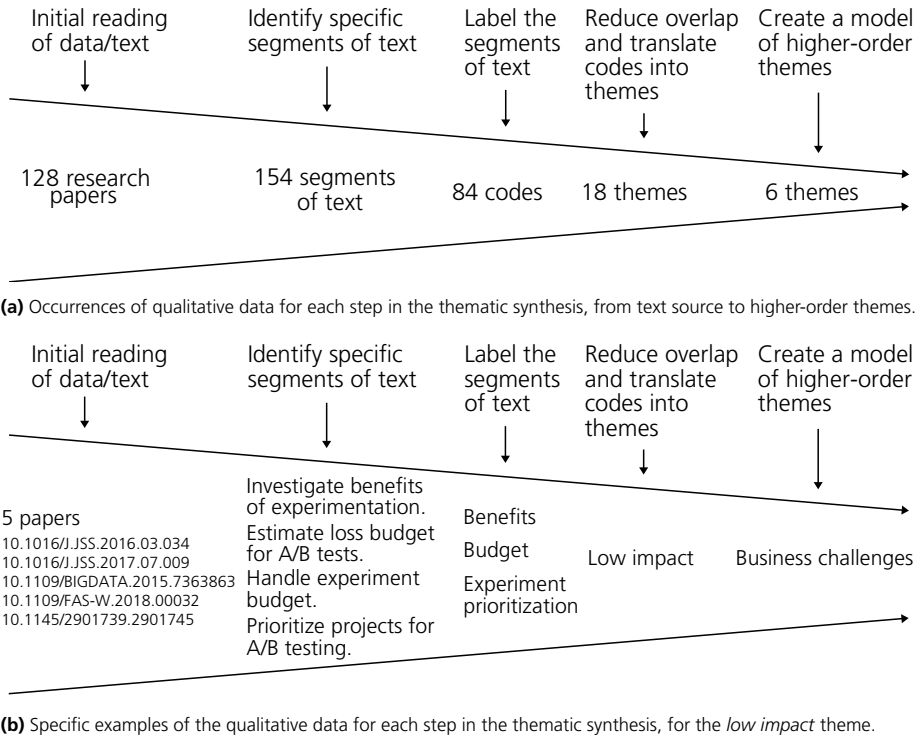 Initial reading
of data/text
Identify specific
segments of text
Label the
segments
of text
Reduce overlap
and translate
codes into
themes
Create a model
of higher-order
themes
128 research
papers
154 segments
of text
84 codes
18 themes
6 themes
(a) Occurrences of qualitative data for each step in the thematic synthesis, from text source to higher-order themes.
Initial reading
of data/text
Identify specific
segments of text
Label the
segments
of text
Reduce overlap
and translate
codes into
themes
Create a model
of higher-order
themes
5 papers
10.1016/J.JSS.2016.03.034
10.1016/J.JSS.2017.07.009
10.1109/BIGDATA.2015.7363863
10.1109/FAS-W.2018.00032
10.1145/2901739.2901745
Investigate benefits
of experimentation.
Estimate loss budget
for A/B tests.
Handle experiment
budget.
Prioritize projects for
A/B testing.
Benefits
Budget
Experiment
prioritization
Low impact
Business challenges
(b) Specific examples of the qualitative data for each step in the thematic synthesis, for the low impact theme.